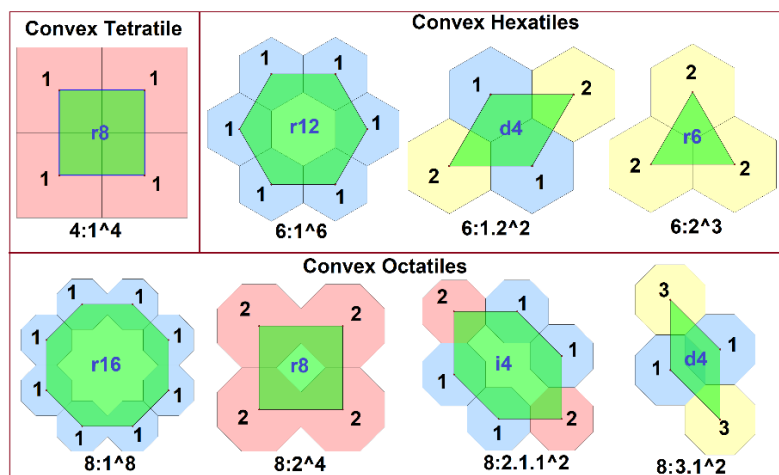 Convex Tetratile
1 1
r8
1 1
4:1^4
Convex Hexatiles
1 1
1 r12 1
1 1
6:1^6
1 2
d4
2 1
6:1.2^2
2
r6
2 2
6:2^3
Convex Octatiles
1 1
1 1
r16
1 1
1 1
8:1^8
2 2
r8
2 2
8:2^4
2 1
1
i4
1
1 2
8:2.1.1^2
3
1
d4
1
3
8:3.1^2